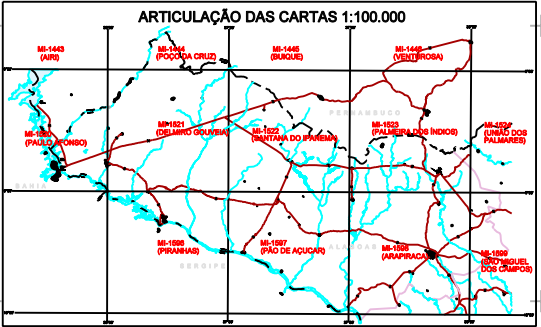 ARTICULAÇÃO DAS CARTAS 1:100.000
MI-1443
(AIRI)
MI-1444
(POÇO DA CRUZ)
MI-1445
(BUIQUE)
MI-1446
(VENTUROSA)
PERNAMBUCO
MI-1520
(PAULO AFONSO)
MI-1521
(DELMIRO GOUVEIA)
MI-1522
(SANTANA DO IPANEMA)
MI-1523
(PALMEIRA DOS ÍNDIOS)
MI-1524
(UNIÃO DOS
PALMARES)
BAHIA
MI-1596
(PIRANHAS)
MI-1597
(PÃO DE AÇUCAR)
ALAGOAS
MI-1598
(ARAPIRACA)
MI-1599
(SÃO MIGUEL
DOS CAMPOS)
SERGIPE